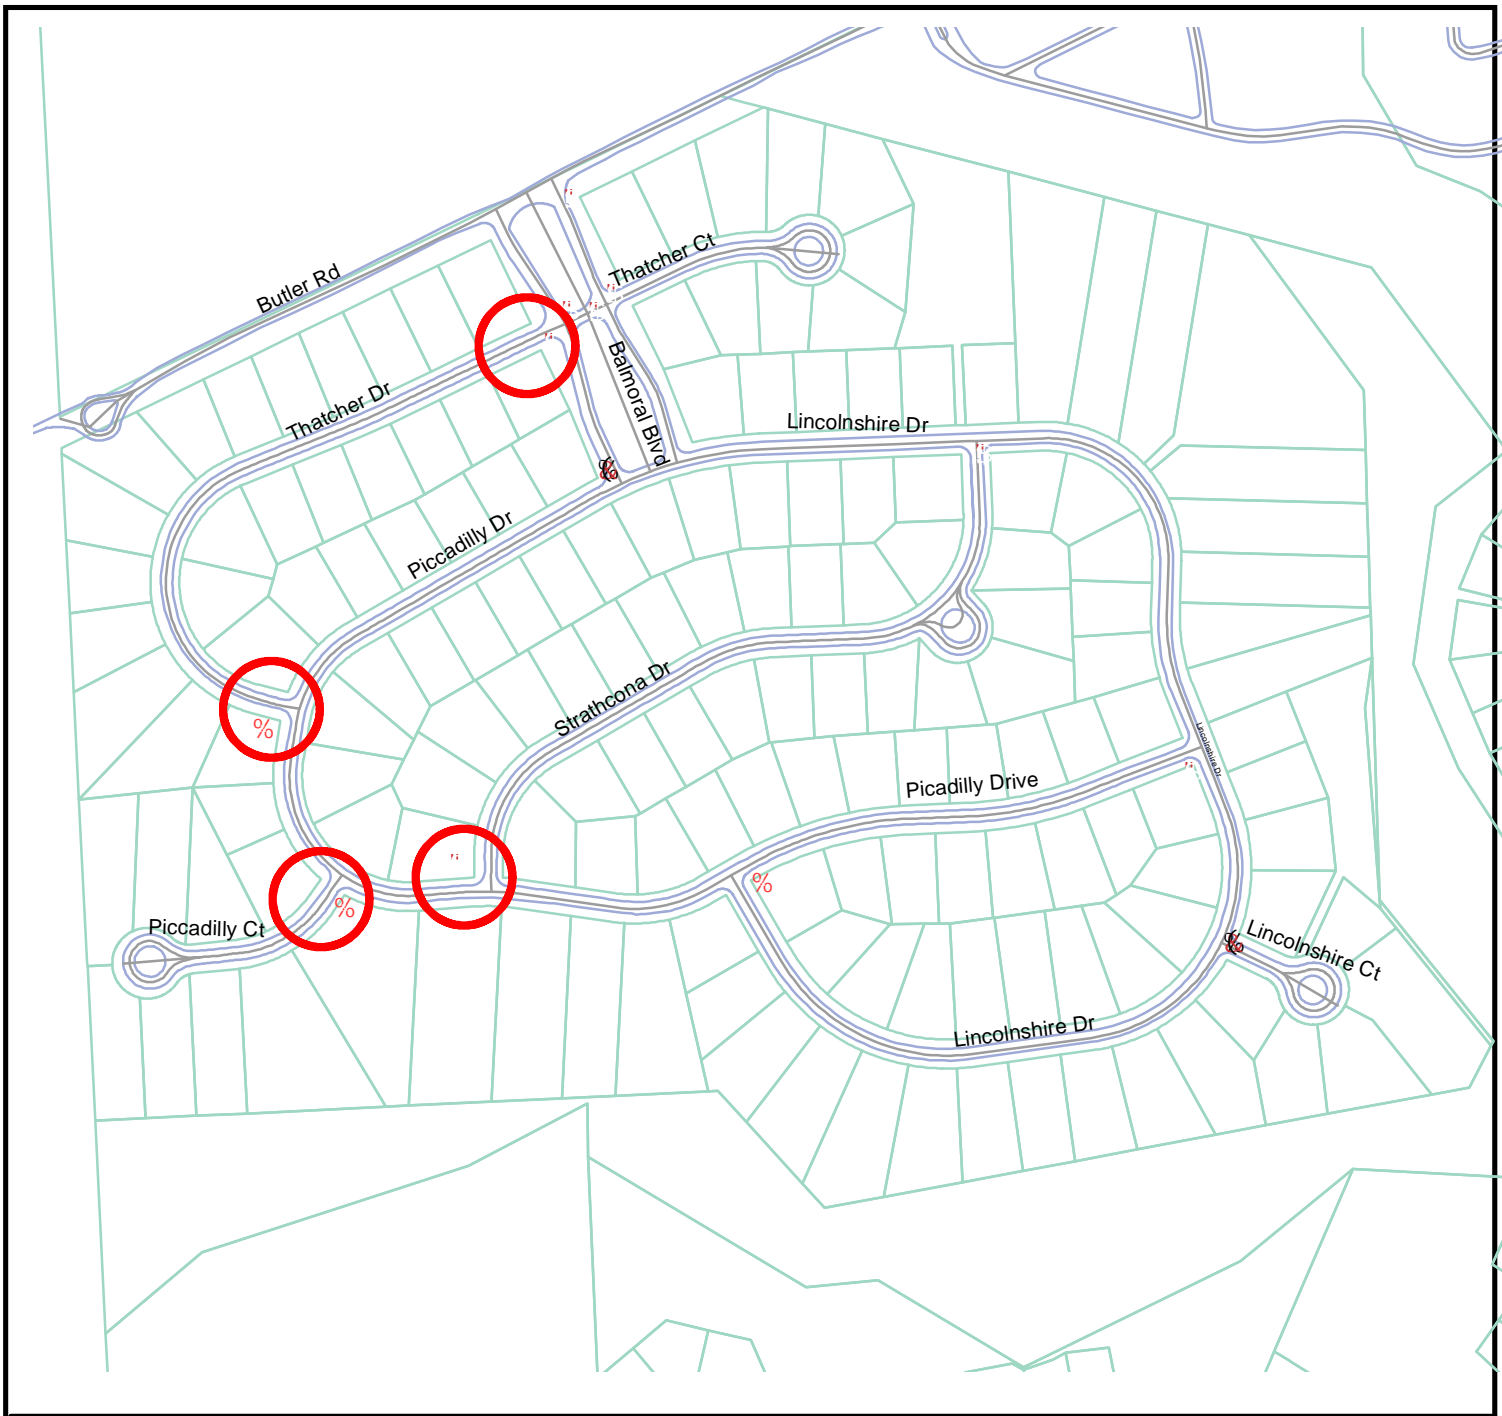 Thatcher Ct
Butler Rd
Thatcher Dr
Balmoral Blvd
Lincolnshire Dr
%
Piccadilly Dr
Strathcona Dr
%
Lincolnshire Dr
Picadilly Drive
%
%
Piccadilly Ct
%
Lincolnshire Ct
Lincolnshire Dr